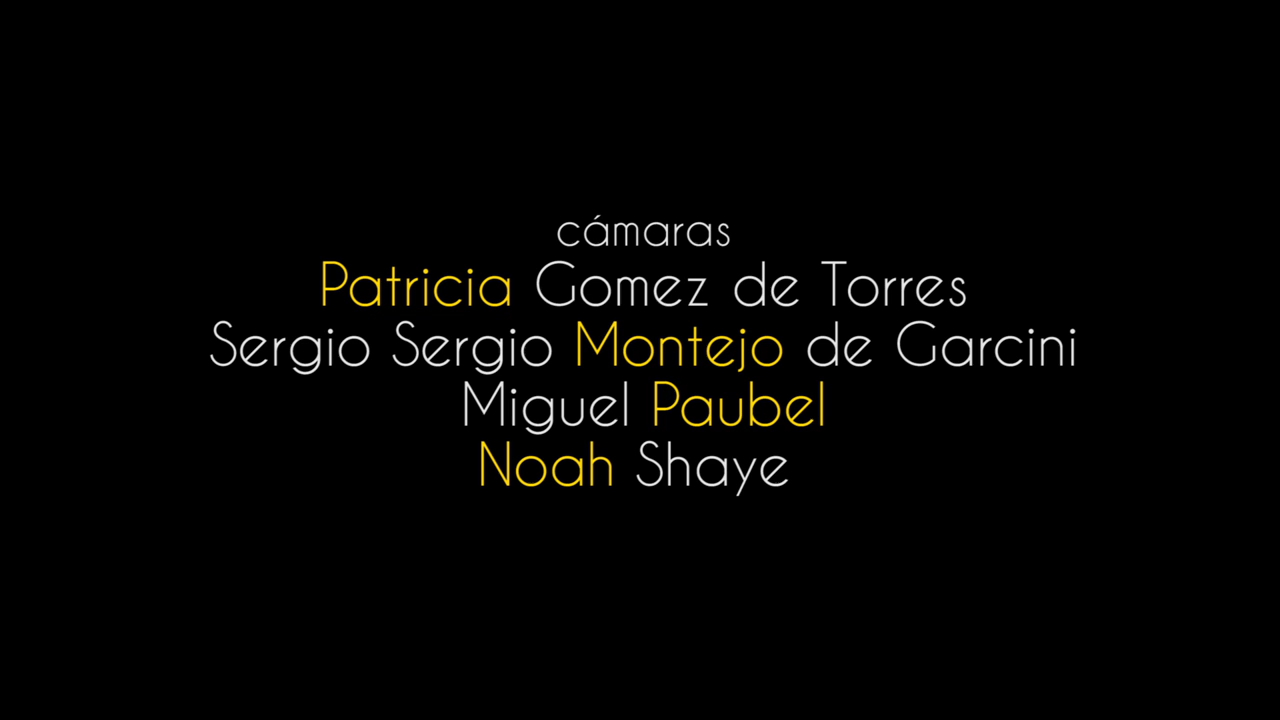 cámaras
Patricia Gomez de Torres
Sergio Sergio Montejo de Garcini
Miguel Paubel
Noah Shaye